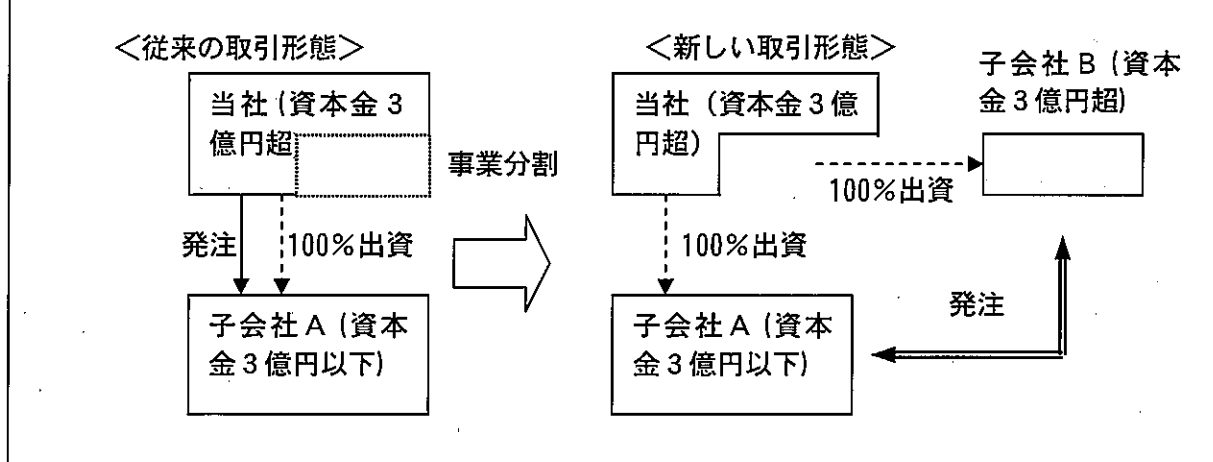 ＜従来の取引形態＞
当社（資本金３
億円超
事業分割
発注
100％出資
子会社Ａ（資本
金３億円以下）
＜新しい取引形態＞
当社（資本金３億
円超）
子会社Ｂ（資本
金３億円超）
100％出資
100％出資
発注
子会社Ａ（資本
金３億円以下）